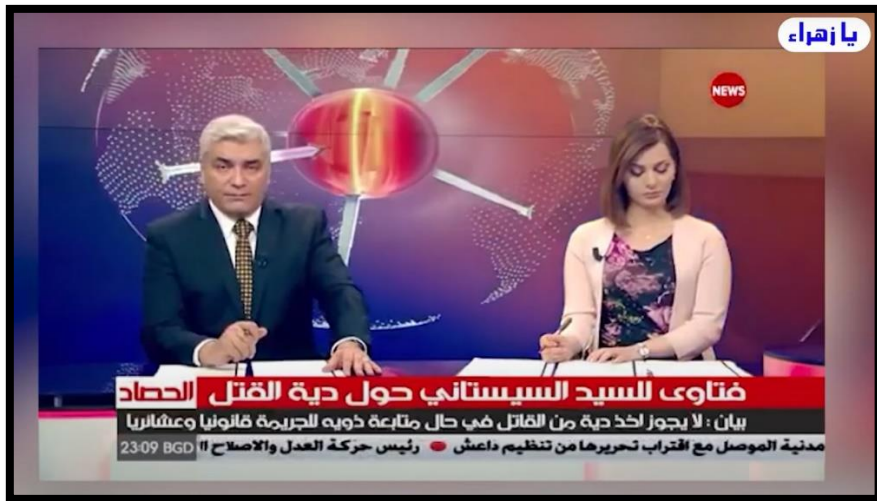 يا زهراء
NEWS
فتاوى للسيد السيستاني حول دية القتل الحصاد
بيان : لا يجوز اخذ دية من القاتل في حال متابعة ذويه للجريمة قانونيا وعشائريا
مدنية الموصل مع اقتراب تحريرها من تنظيم داعش • رئيس حركة العدل والاصلاح ال 23:09 BGD